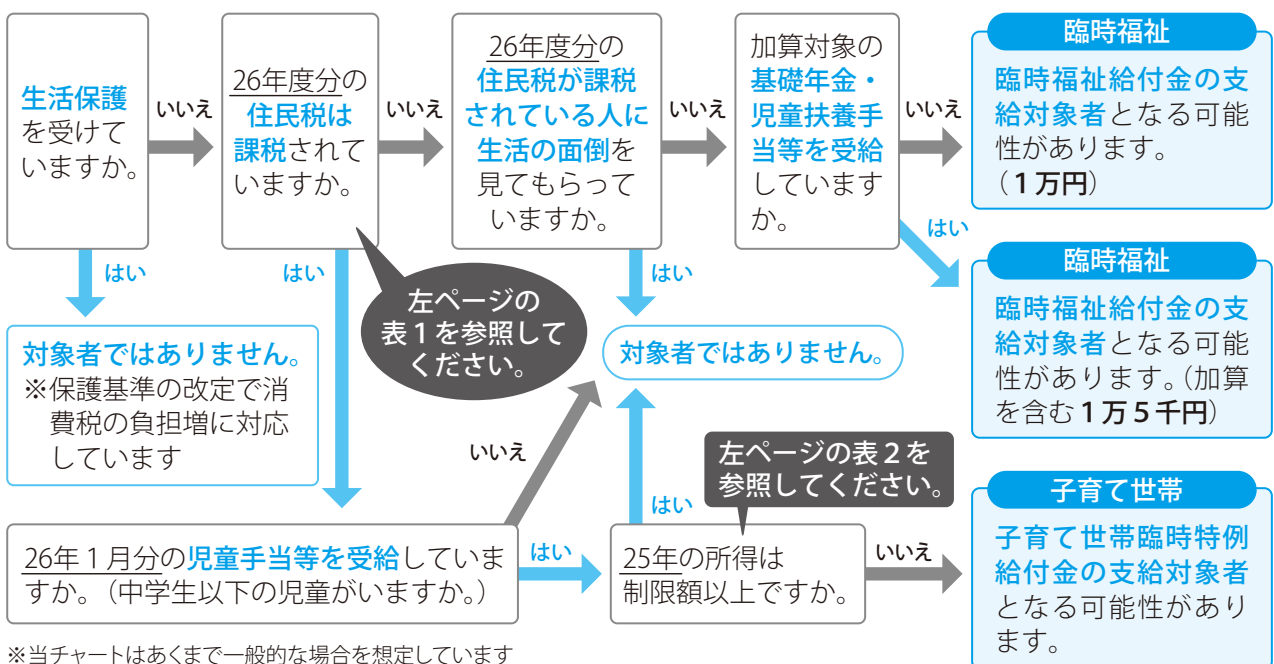 生活保護
を受けて
いますか。
いいえ
はい
26年度分の
住民税は
課税されて
いますか。
いいえ
はい
左ページの
表1を参照して
ください。
26年度分の
住民税が課税
されている人に
生活の面倒を
見てもらって
いますか。
いいえ
はい
加算対象の
基礎年金・
児童扶養手
当等を受給
しています
か。
いいえ
はい
臨時福祉
臨時福祉給付金の支
給対象者となる可能
性があります。
(1万円)
臨時福祉
臨時福祉給付金の支
給対象者となる可能
性があります。(加算
を含む1万5千円)
対象者ではありません。
※保護基準の改定で消
費税の負担増に対応
しています
対象者ではありません。
26年1月分の児童手当等を受給していま
すか。(中学生以下の児童がいますか。)
いいえ
はい
左ページの表2を
参照してください。
25年の所得は
制限額以上ですか。
はい
いいえ
子育て世帯
子育て世帯臨時特例
給付金の支給対象者
となる可能性があり
ます。
※当チャートはあくまで一般的な場合を想定しています